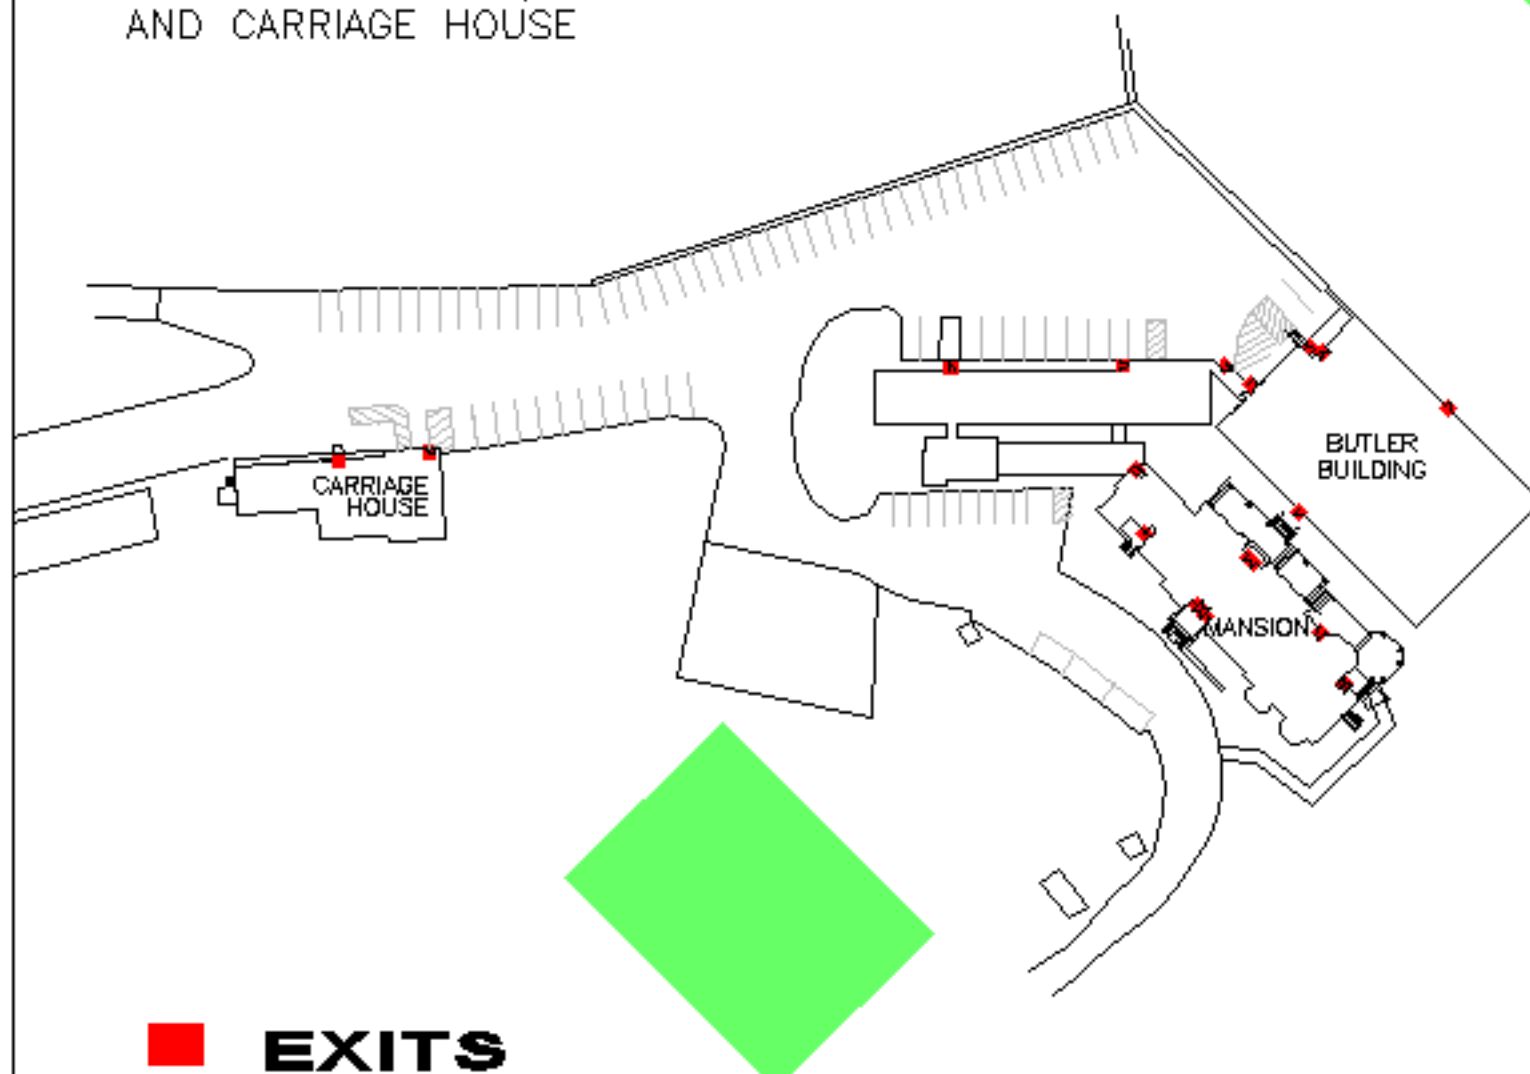 AND CARRIAGE HOUSE
BUTLER
BUILDING
CARRIAGE
HOUSE
MANSION
EXITS